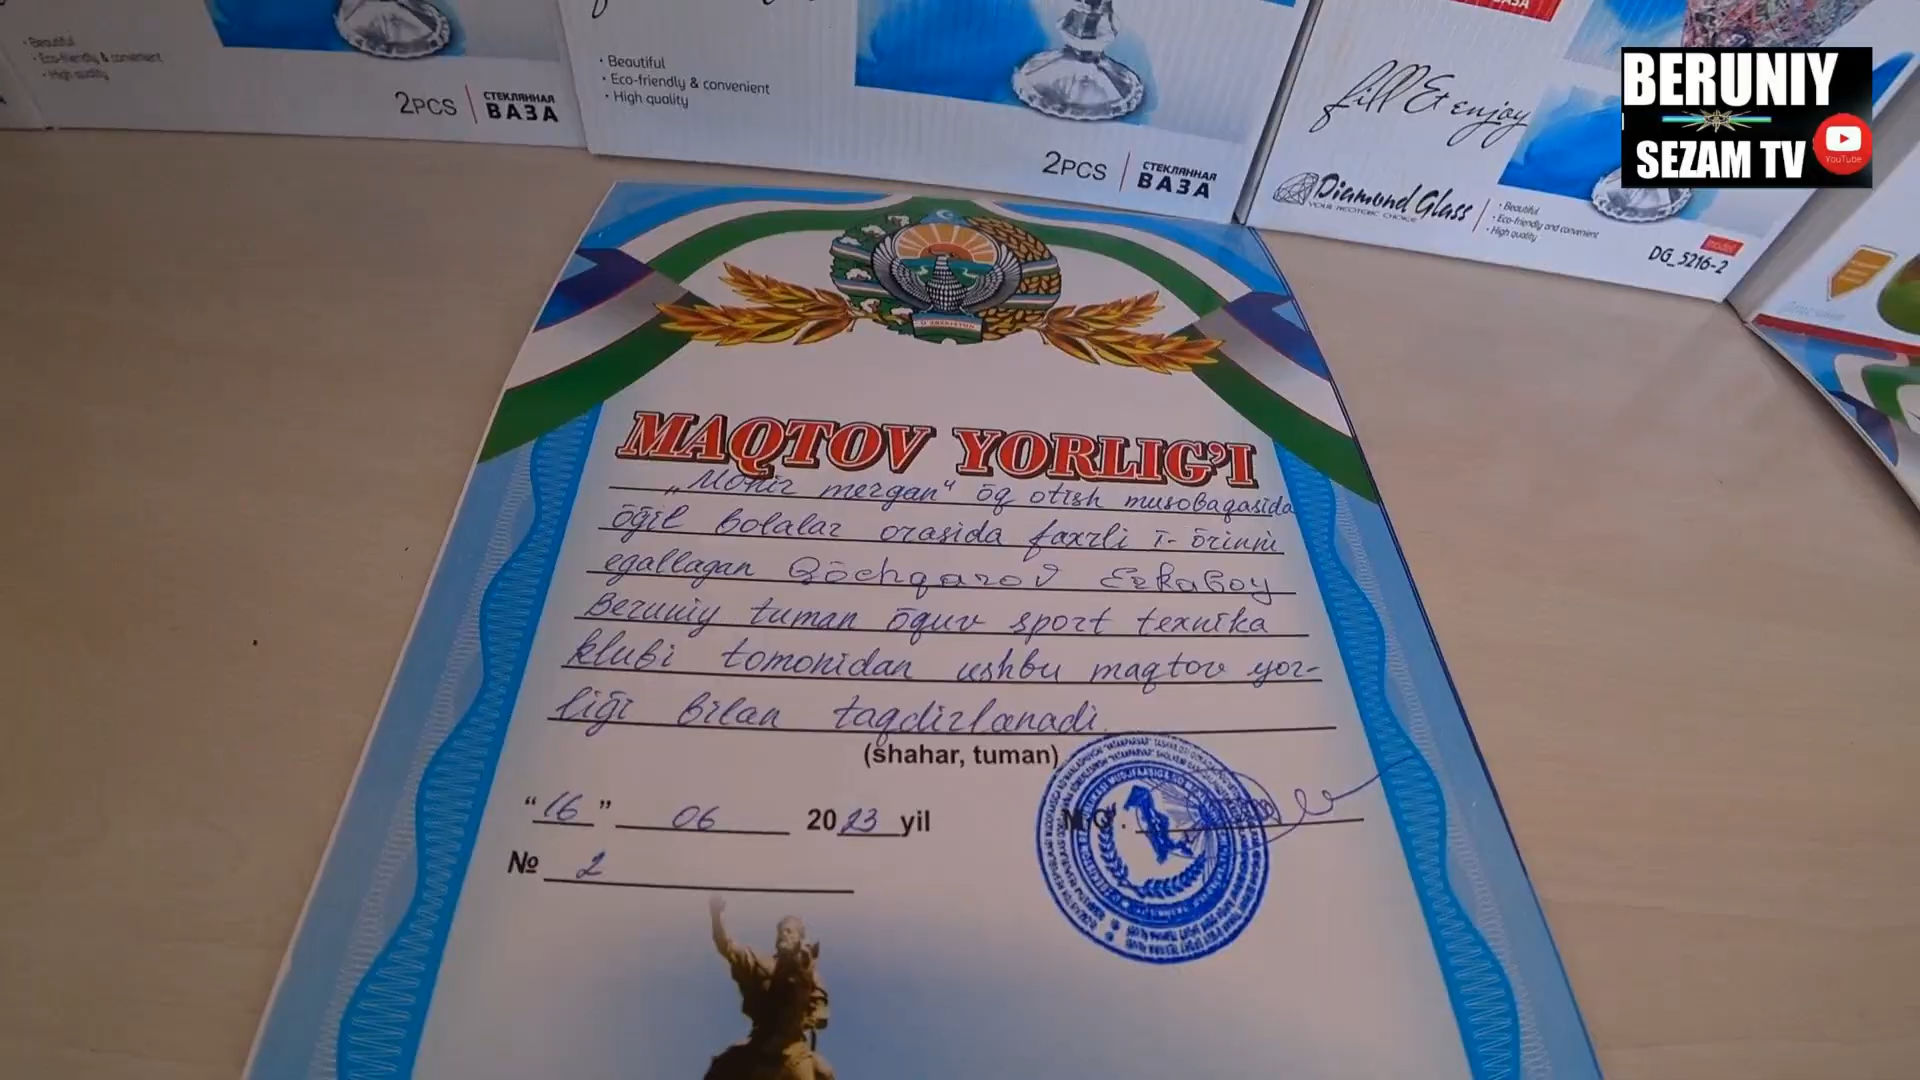 Beautiful
Eco-friendly & convenient
High quality
2PCS | СТЕКЛЯННАЯ ВАЗА
• Beautiful
• Eco-friendly & convenient
• High quality
2PCS | СТЕКЛЯННАЯ ВАЗА
fill & enjoy
Diamond Glass
• Beautiful
• Eco-friendly and convenient
• High quality
DG_5216-2
BERUNIY
SEZAM TV
YouTube
MAQTOV YORLIG'I
„Mohir mergan“ ōq otish musobaqasida
ōğil bolalar orasida faxrli I- ōrinni
egallagan Qōchqarov Erkaboy
Beruniy tuman ōquv sport texnika
klubi tomonidan ushbu maqtov yor-
liği bilan taqdirlanadi.
(shahar, tuman)
“16” 06 2023 yil
M.O'.
№ 2